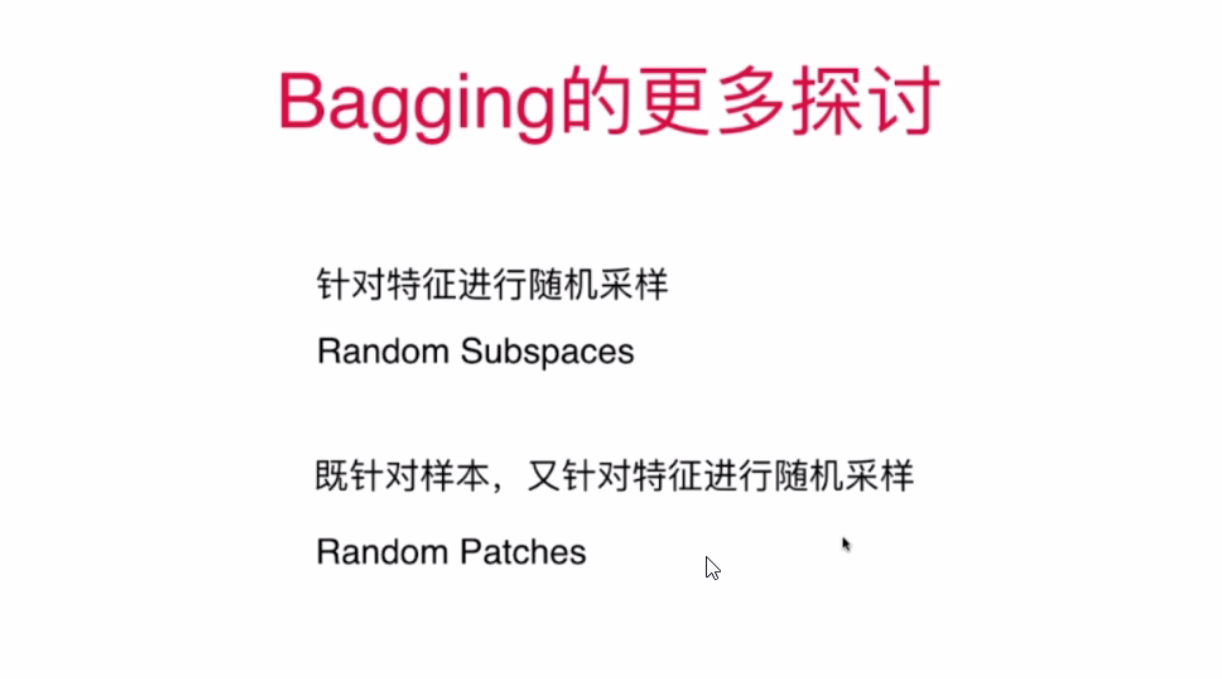 Bagging的更多探讨
针对特征进行随机采样
Random Subspaces
既针对样本，又针对特征进行随机采样
Random Patches